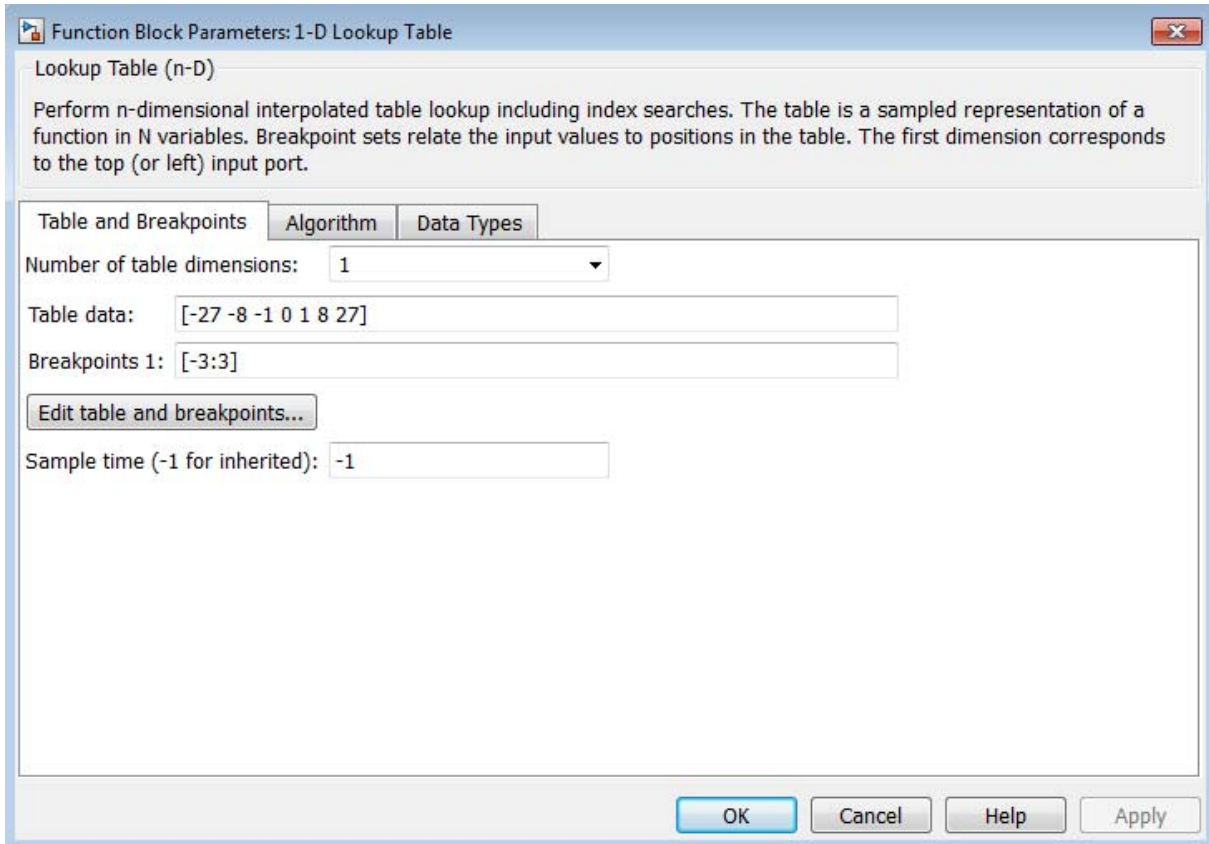 Function Block Parameters: 1-D Lookup Table
Lookup Table (n-D)
Perform n-dimensional interpolated table lookup including index searches. The table is a sampled representation of a
function in N variables. Breakpoint sets relate the input values to positions in the table. The first dimension corresponds
to the top (or left) input port.
Table and Breakpoints Algorithm Data Types
Number of table dimensions: 1
Table data: [-27 -8 -1 0 1 8 27]
Breakpoints 1: [-3:3]
Edit table and breakpoints...
Sample time (-1 for inherited): -1
OK Cancel Help Apply